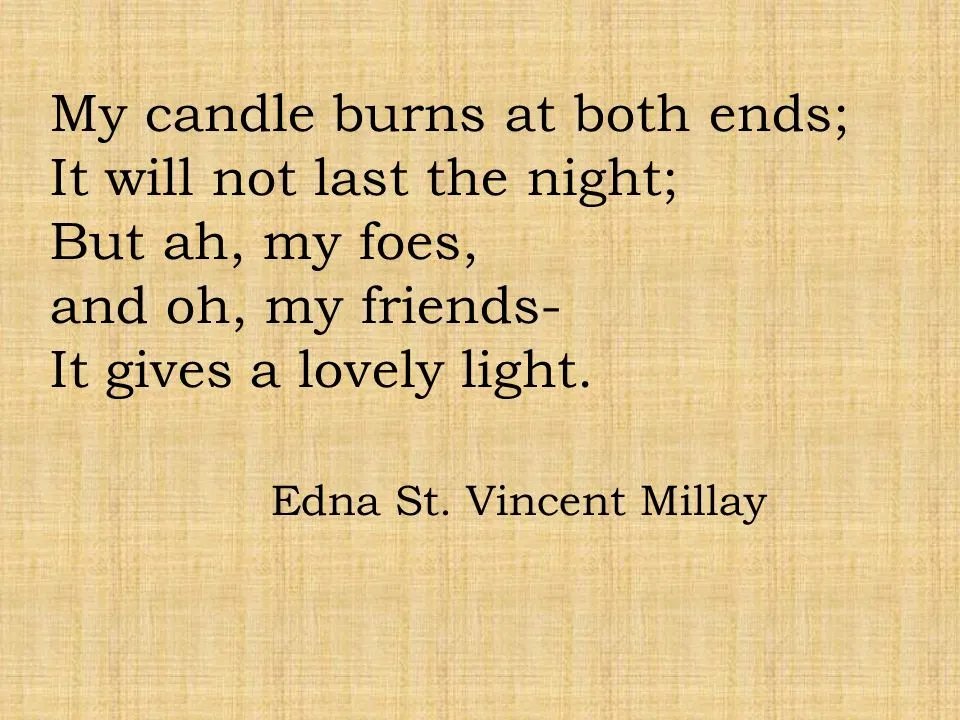 My candle burns at both ends;
It will not last the night;
But ah, my foes,
and oh, my friends-
It gives a lovely light.
Edna St. Vincent Millay